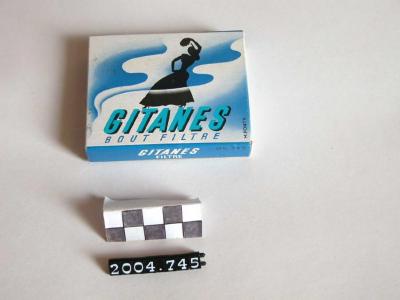 GITANES
BOUT FILTRE
GITANES
FILTRE
2004.745